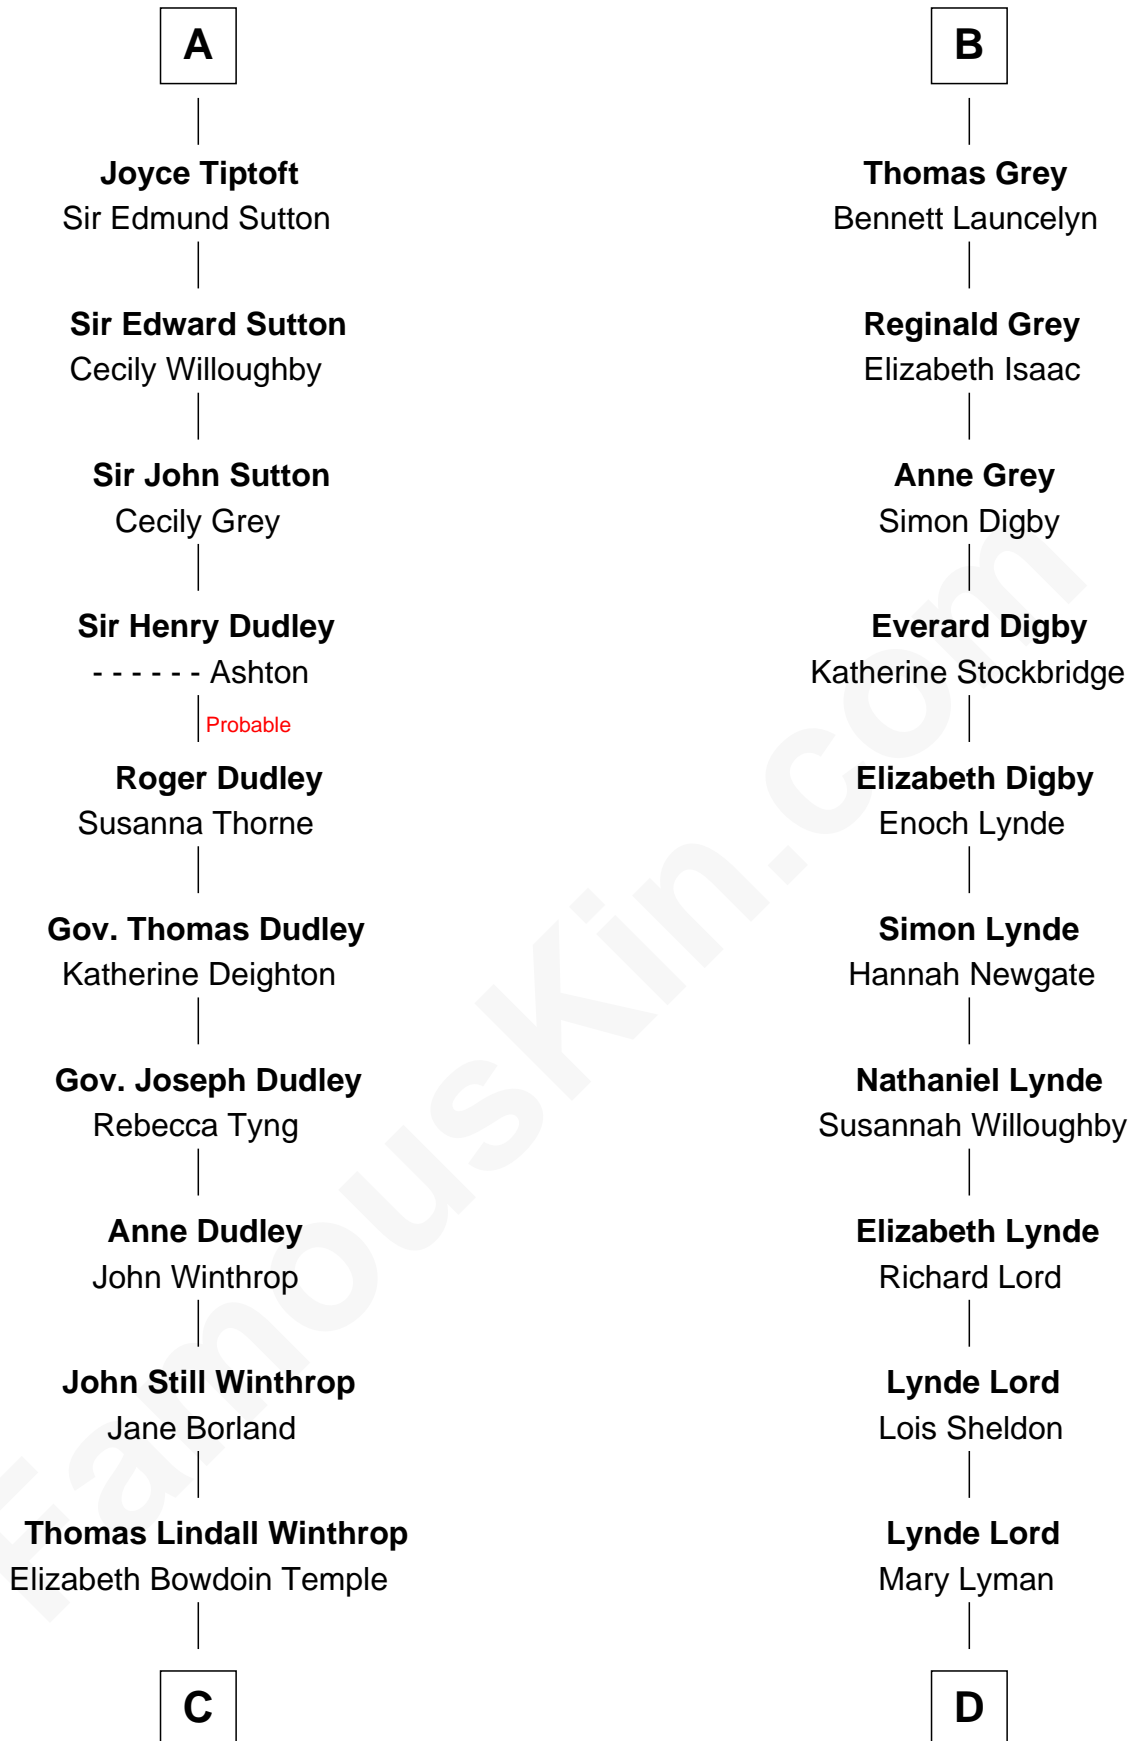 A
Joyce Tiptoft
Sir Edmund Sutton
Sir Edward Sutton
Cecily Willoughby
Sir John Sutton
Cecily Grey
Sir Henry Dudley
- - - - - - Ashton
Probable
Roger Dudley
Susanna Thorne
Gov. Thomas Dudley
Katherine Deighton
Gov. Joseph Dudley
Rebecca Tyng
Anne Dudley
John Winthrop
John Still Winthrop
Jane Borland
Thomas Lindall Winthrop
Elizabeth Bowdoin Temple
C
B
Thomas Grey
Bennett Launcelyn
Reginald Grey
Elizabeth Isaac
Anne Grey
Simon Digby
Everard Digby
Katherine Stockbridge
Elizabeth Digby
Enoch Lynde
Simon Lynde
Hannah Newgate
Nathaniel Lynde
Susannah Willoughby
Elizabeth Lynde
Richard Lord
Lynde Lord
Lois Sheldon
Lynde Lord
Mary Lyman
D
FamousKin.com